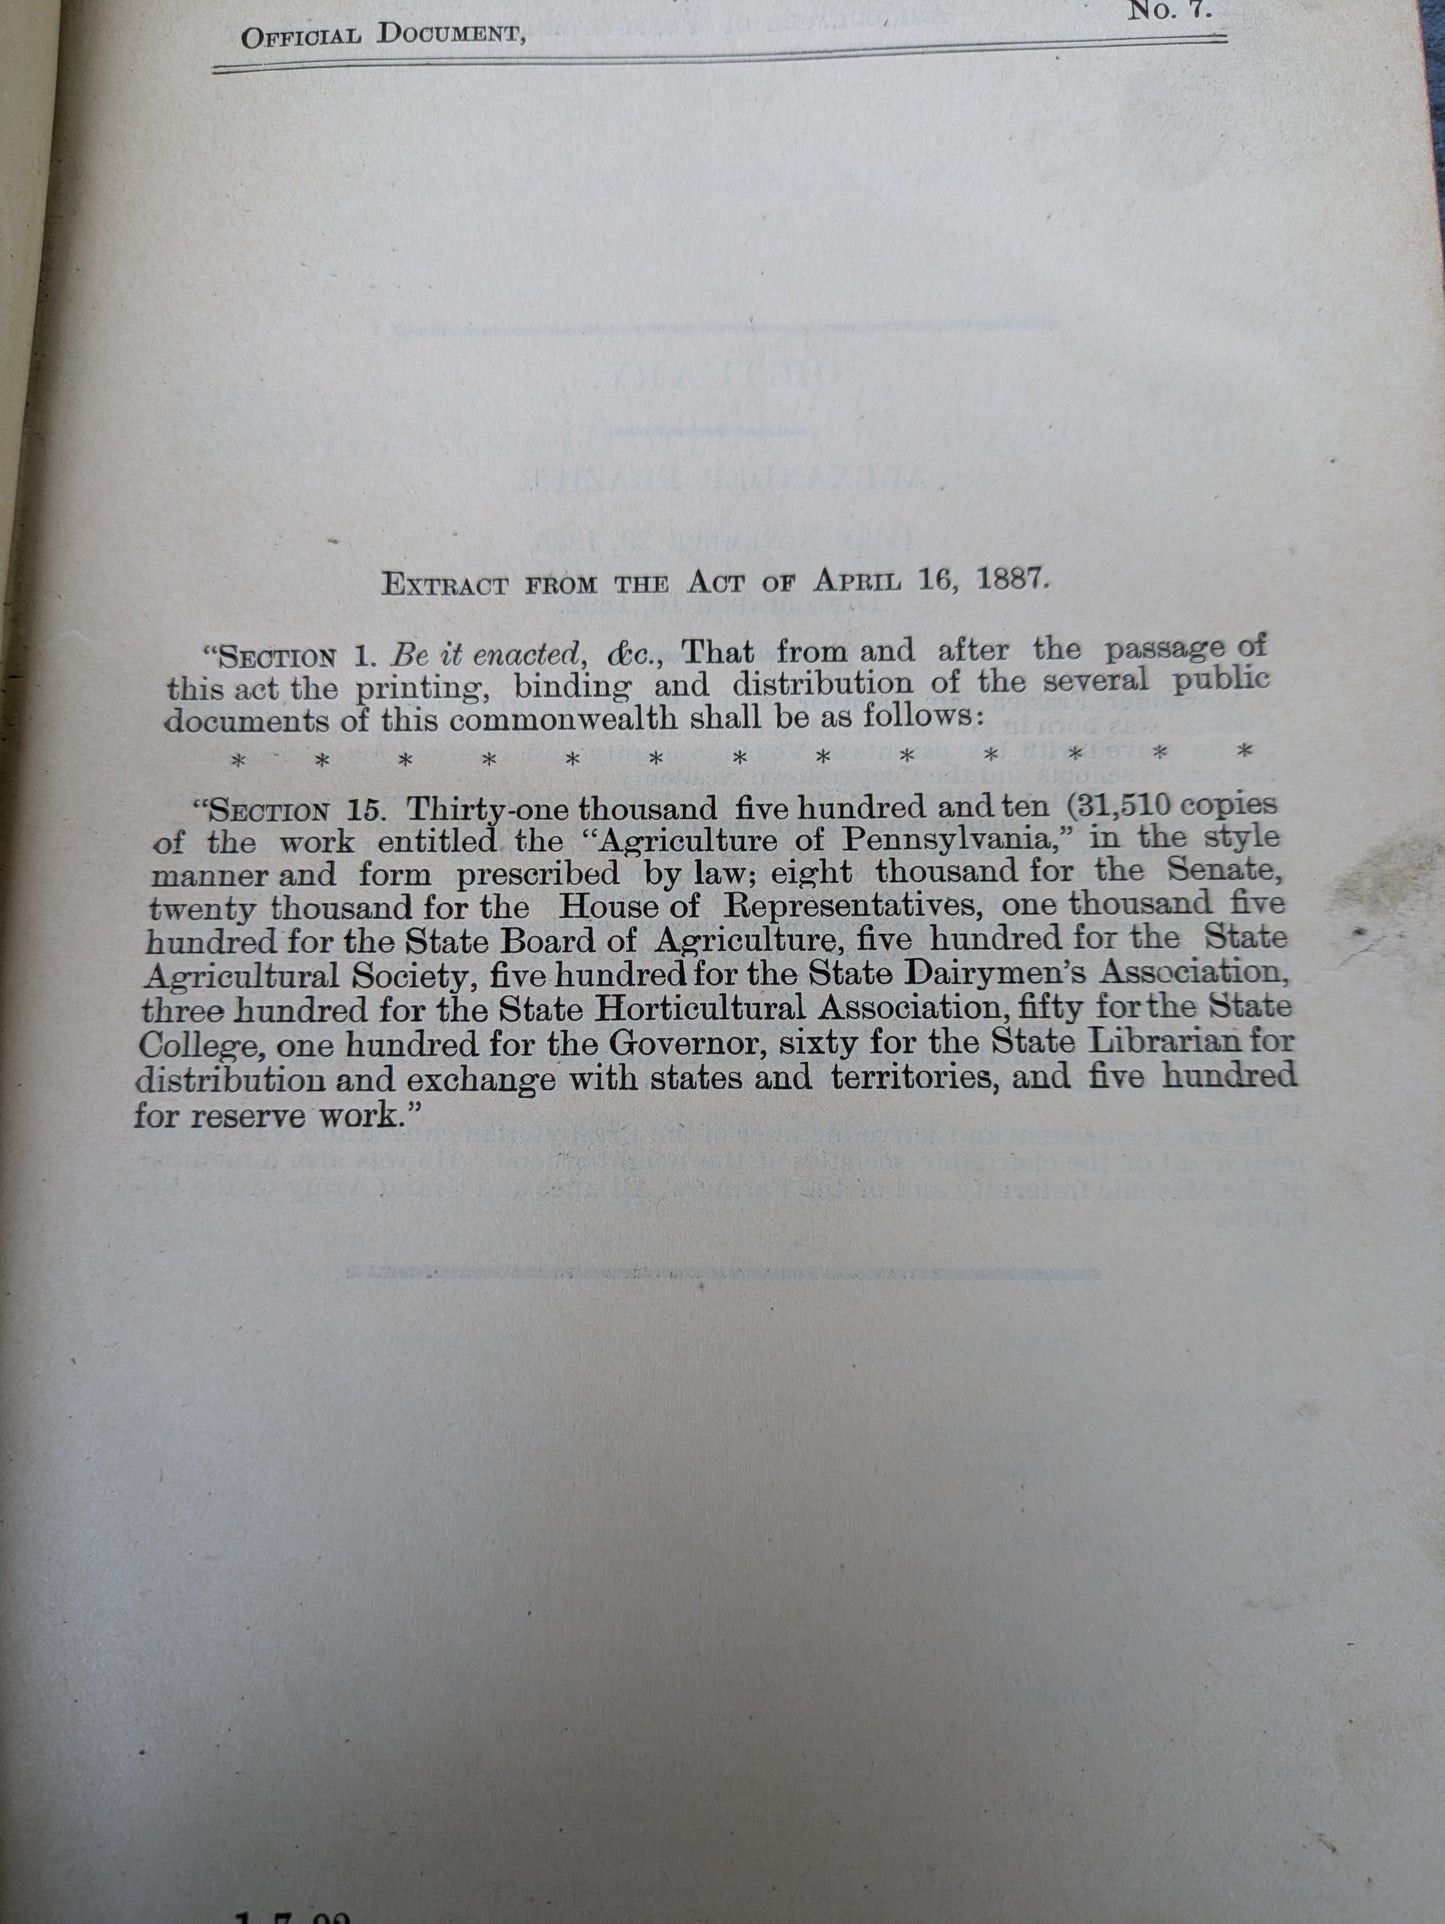 OFFICIAL DOCUMENT,
No. 7.
EXTRACT FROM THE ACT OF APRIL 16, 1887.
“SECTION 1. Be it enacted, &c., That from and after the passage of
this act the printing, binding and distribution of the several public
documents of this commonwealth shall be as follows:
* * * * * * * * * * * * *
“SECTION 15. Thirty-one thousand five hundred and ten (31,510 copies
of the work entitled the “Agriculture of Pennsylvania,” in the style
manner and form prescribed by law; eight thousand for the Senate,
twenty thousand for the House of Representatives, one thousand five
hundred for the State Board of Agriculture, five hundred for the State
Agricultural Society, five hundred for the State Dairymen's Association,
three hundred for the State Horticultural Association, fifty for the State
College, one hundred for the Governor, sixty for the State Librarian for
distribution and exchange with states and territories, and five hundred
for reserve work.”